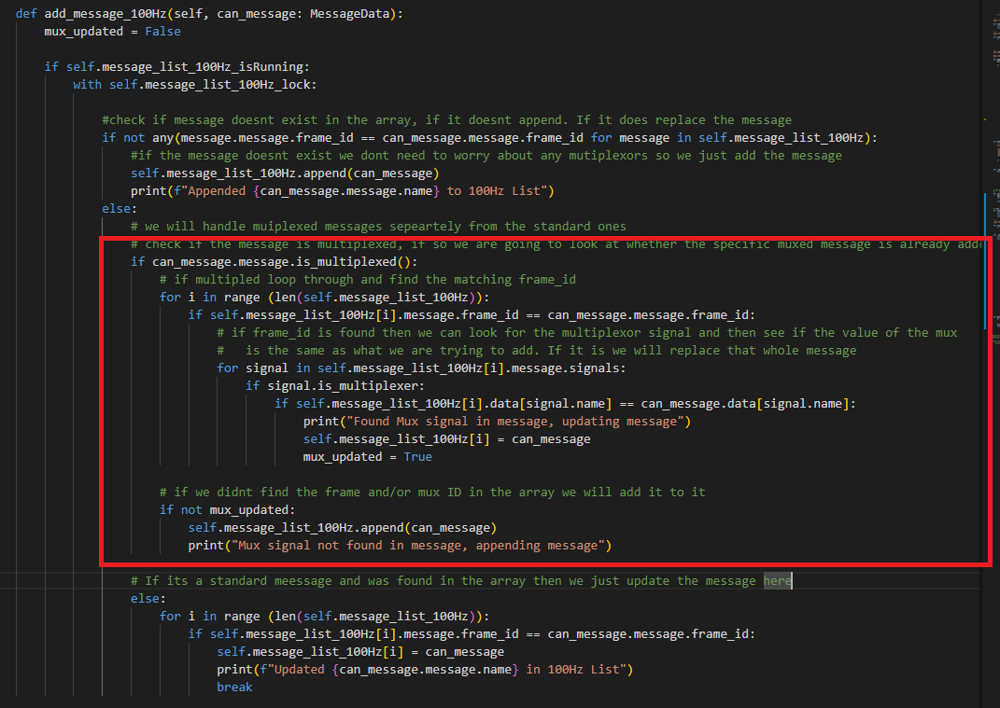 def add_message_100Hz(self, can_message: MessageData):
    mux_updated = False
    if self.message_list_100Hz_isRunning:
        with self.message_list_100Hz_lock:
            #check if message doesnt exist in the array, if it doesnt append. If it does replace the message
            if not any(message.message.frame_id == can_message.message.frame_id for message in self.message_list_100Hz):
                #if the message doesnt exist we dont need to worry about any mutiplexors so we just add the message
                self.message_list_100Hz.append(can_message)
                print(f"Appended {can_message.message.name} to 100Hz List")
            else:
                # we will handle muiplexed messages sepeartely from the standard ones
                # check if the message is multiplexed, if so we are going to look at whether the specific muxed message is already adde
                if can_message.message.is_multiplexed():
                    # if multipled loop through and find the matching frame_id
                    for i in range (len(self.message_list_100Hz)):
                        if self.message_list_100Hz[i].message.frame_id == can_message.message.frame_id:
                            # if frame_id is found then we can look for the multiplexor signal and then see if the value of the mux
                            #   is the same as what we are trying to add. If it is we will replace that whole message
                            for signal in self.message_list_100Hz[i].message.signals:
                                if signal.is_multiplexer:
                                    if self.message_list_100Hz[i].data[signal.name] == can_message.data[signal.name]:
                                        print("Found Mux signal in message, updating message")
                                        self.message_list_100Hz[i] = can_message
                                        mux_updated = True
                    # if we didnt find the frame and/or mux ID in the array we will add it to it
                    if not mux_updated:
                        self.message_list_100Hz.append(can_message)
                        print("Mux signal not found in message, appending message")
                # If its a standard meessage and was found in the array then we just update the message here
                else:
                    for i in range (len(self.message_list_100Hz)):
                        if self.message_list_100Hz[i].message.frame_id == can_message.message.frame_id:
                            self.message_list_100Hz[i] = can_message
                            print(f"Updated {can_message.message.name} in 100Hz List")
                            break